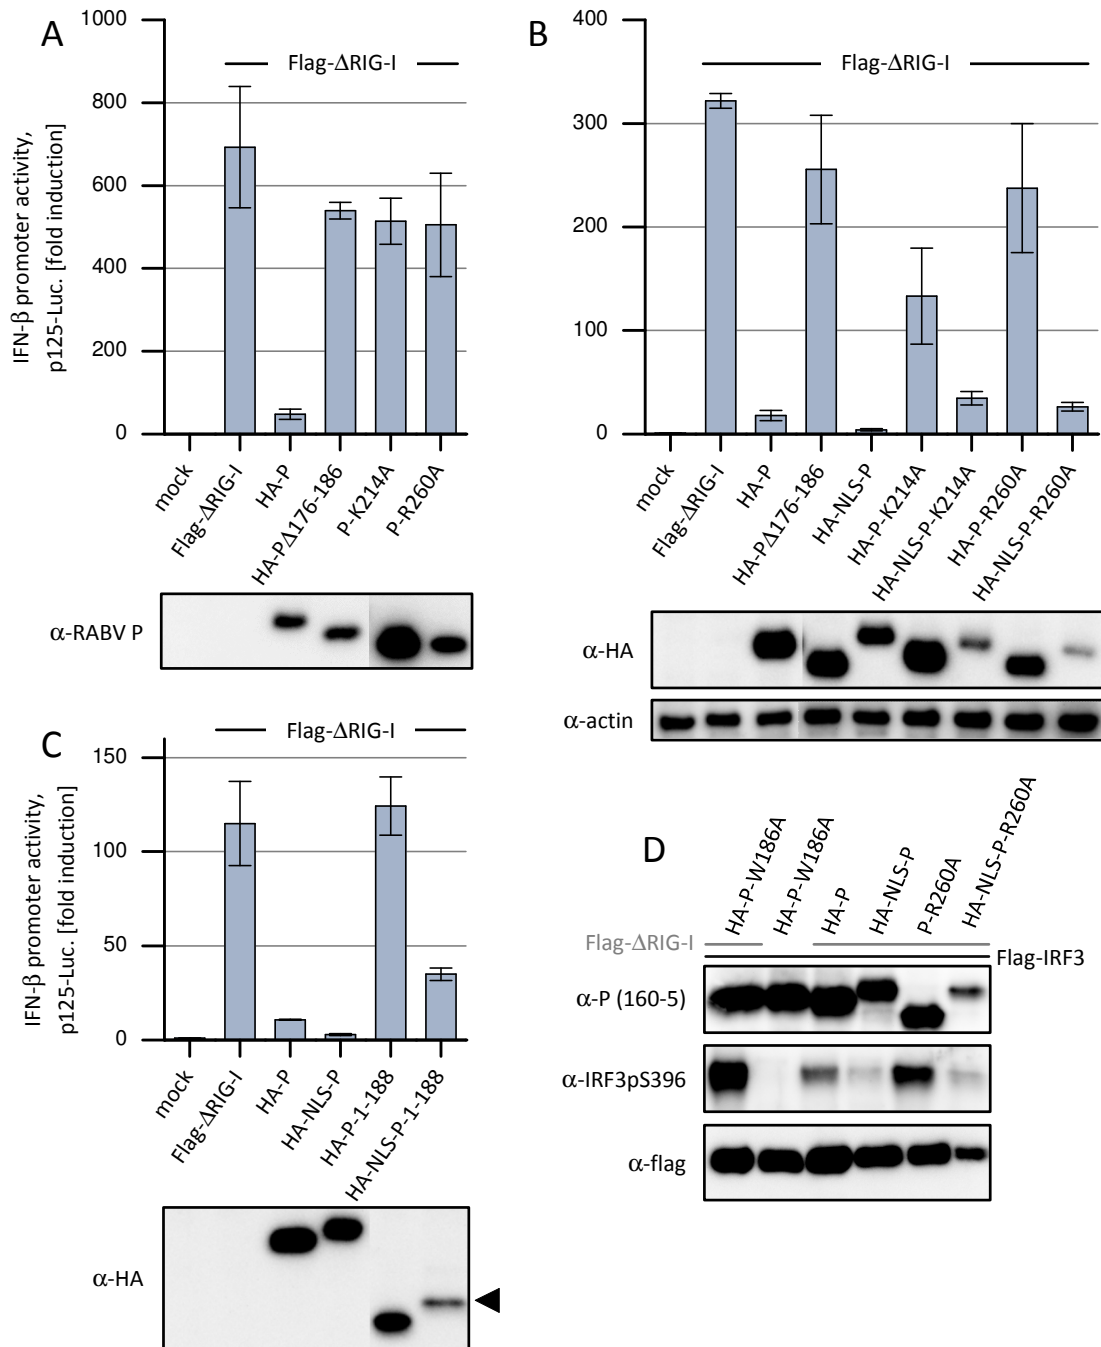 A
IFN-β promoter activity,
p125-Luc. [fold induction]
1000
800
600
400
200
0
Flag-ΔRIG-I
mock
Flag-ΔRIG-I
HA-P
HA-PΔ176-186
P-K214A
P-R260A
α-RABV P
B
400
300
200
100
0
Flag-ΔRIG-I
mock
Flag-ΔRIG-I
HA-P
HA-PΔ176-186
HA-NLS-P
HA-P-K214A
HA-NLS-P-K214A
HA-P-R260A
HA-NLS-P-R260A
α-HA
α-actin
C
IFN-β promoter activity,
p125-Luc. [fold induction]
150
100
50
0
Flag-ΔRIG-I
mock
Flag-ΔRIG-I
HA-P
HA-NLS-P
HA-P-1-188
HA-NLS-P-1-188
α-HA
D
HA-P-W186A
HA-P-W186A
HA-P
HA-NLS-P
P-R260A
HA-NLS-P-R260A
Flag-ΔRIG-I
Flag-IRF3
α-P (160-5)
α-IRF3pS396
α-flag